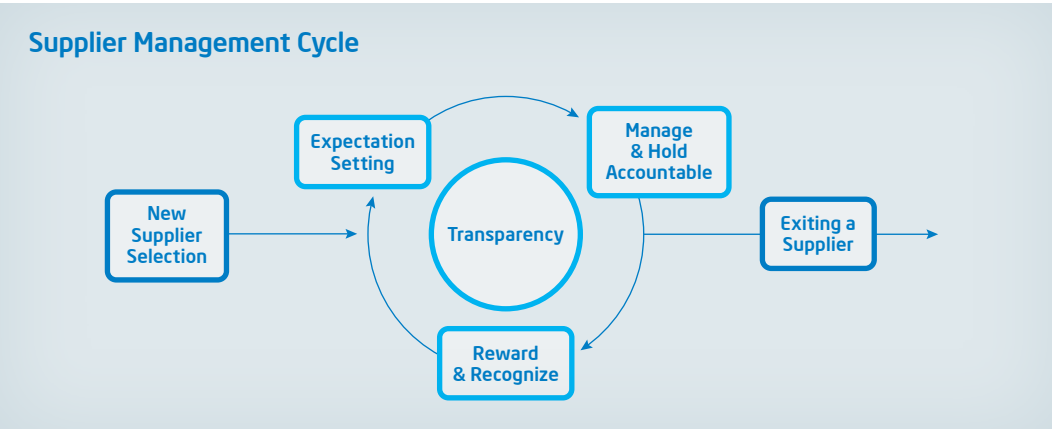 Supplier Management Cycle
Expectation
Setting
Manage
& Hold
Accountable
New
Supplier
Selection
Transparency
Exiting a
Supplier
Reward
& Recognize